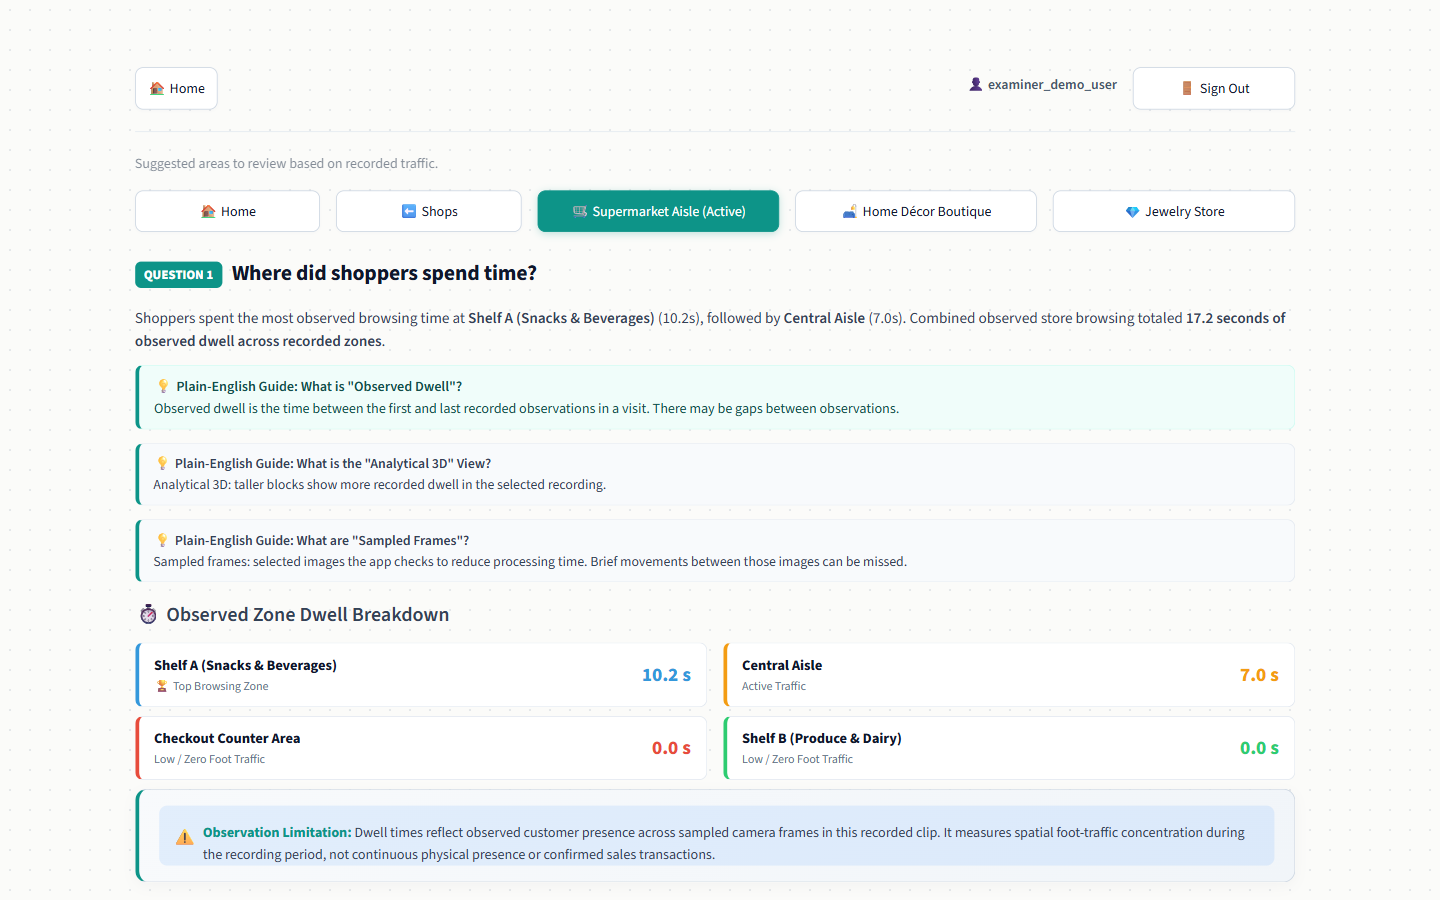 Home
examiner_demo_user
Sign Out
Suggested areas to review based on recorded traffic.
Home
Shops
Supermarket Aisle (Active)
Home Décor Boutique
Jewelry Store
QUESTION 1 Where did shoppers spend time?
Shoppers spent the most observed browsing time at Shelf A (Snacks & Beverages) (10.2s), followed by Central Aisle (7.0s). Combined observed store browsing totaled 17.2 seconds of
observed dwell across recorded zones.
Plain-English Guide: What is "Observed Dwell"?
Observed dwell is the time between the first and last recorded observations in a visit. There may be gaps between observations.
Plain-English Guide: What is the "Analytical 3D" View?
Analytical 3D: taller blocks show more recorded dwell in the selected recording.
Plain-English Guide: What are "Sampled Frames"?
Sampled frames: selected images the app checks to reduce processing time. Brief movements between those images can be missed.
Observed Zone Dwell Breakdown
Shelf A (Snacks & Beverages)
Top Browsing Zone
10.2 s
Central Aisle
Active Traffic
7.0 s
Checkout Counter Area
Low / Zero Foot Traffic
0.0 s
Shelf B (Produce & Dairy)
Low / Zero Foot Traffic
0.0 s
Observation Limitation: Dwell times reflect observed customer presence across sampled camera frames in this recorded clip. It measures spatial foot-traffic concentration during
the recording period, not continuous physical presence or confirmed sales transactions.